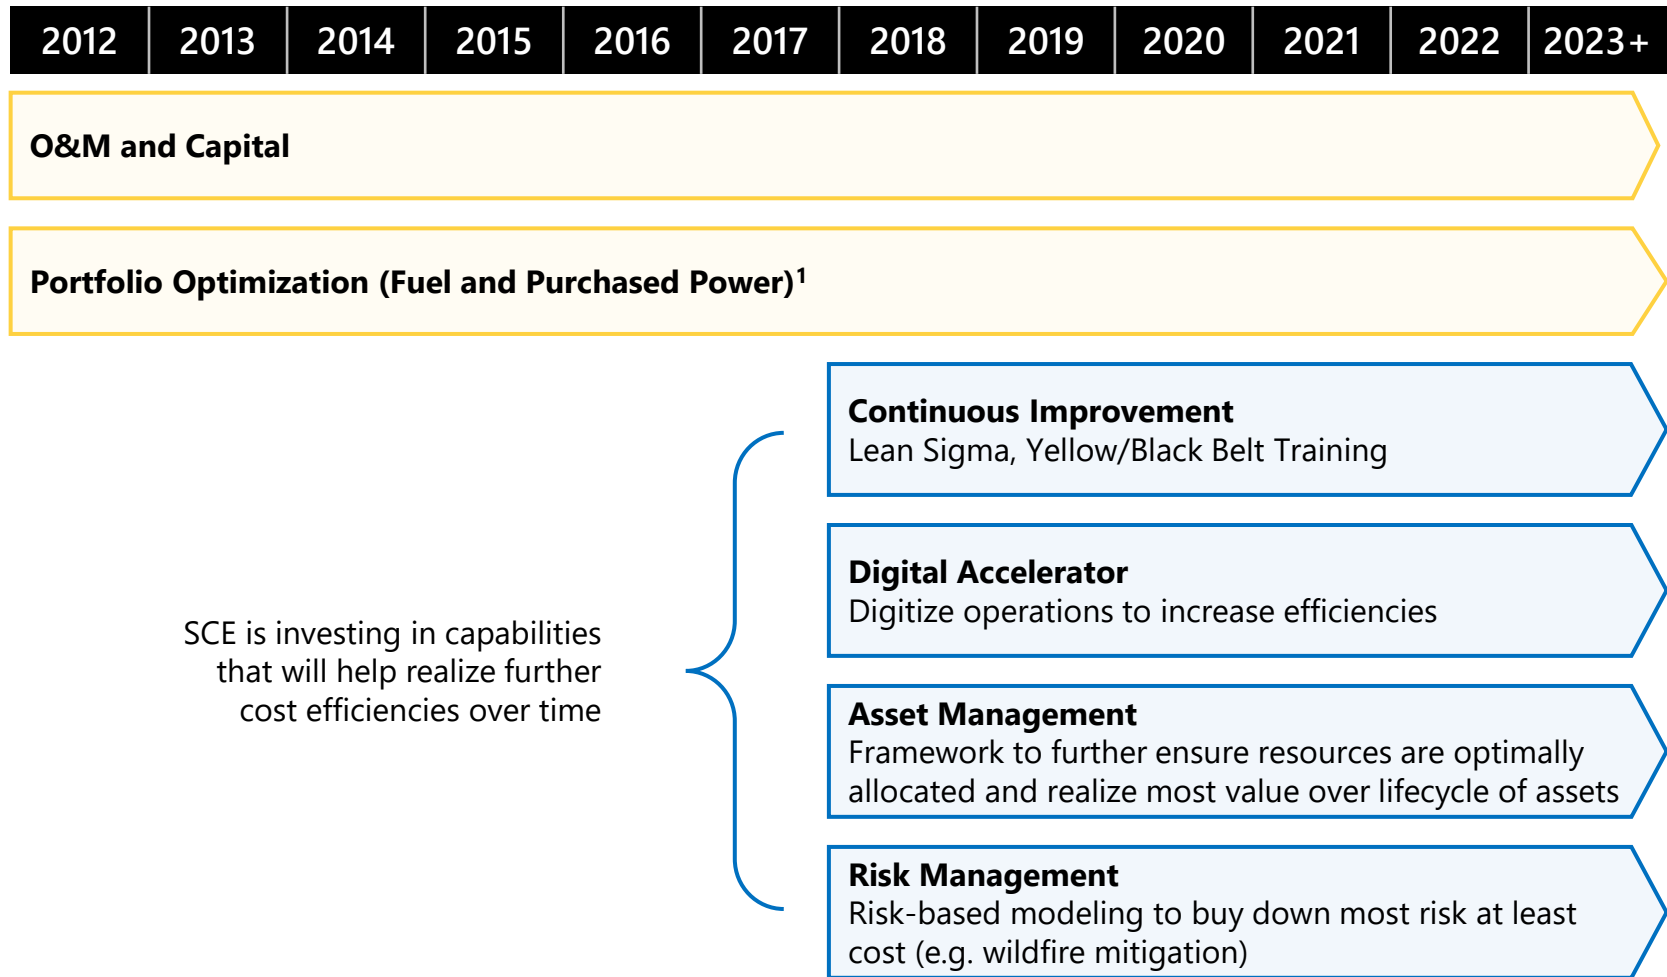 2012 2013 2014 2015 2016 2017 2018 2019 2020 2021 2022 2023+
O&M and Capital
Portfolio Optimization (Fuel and Purchased Power)¹
SCE is investing in capabilities
that will help realize further
cost efficiencies over time
Continuous Improvement
Lean Sigma, Yellow/Black Belt Training
Digital Accelerator
Digitize operations to increase efficiencies
Asset Management
Framework to further ensure resources are optimally
allocated and realize most value over lifecycle of assets
Risk Management
Risk-based modeling to buy down most risk at least
cost (e.g. wildfire mitigation)